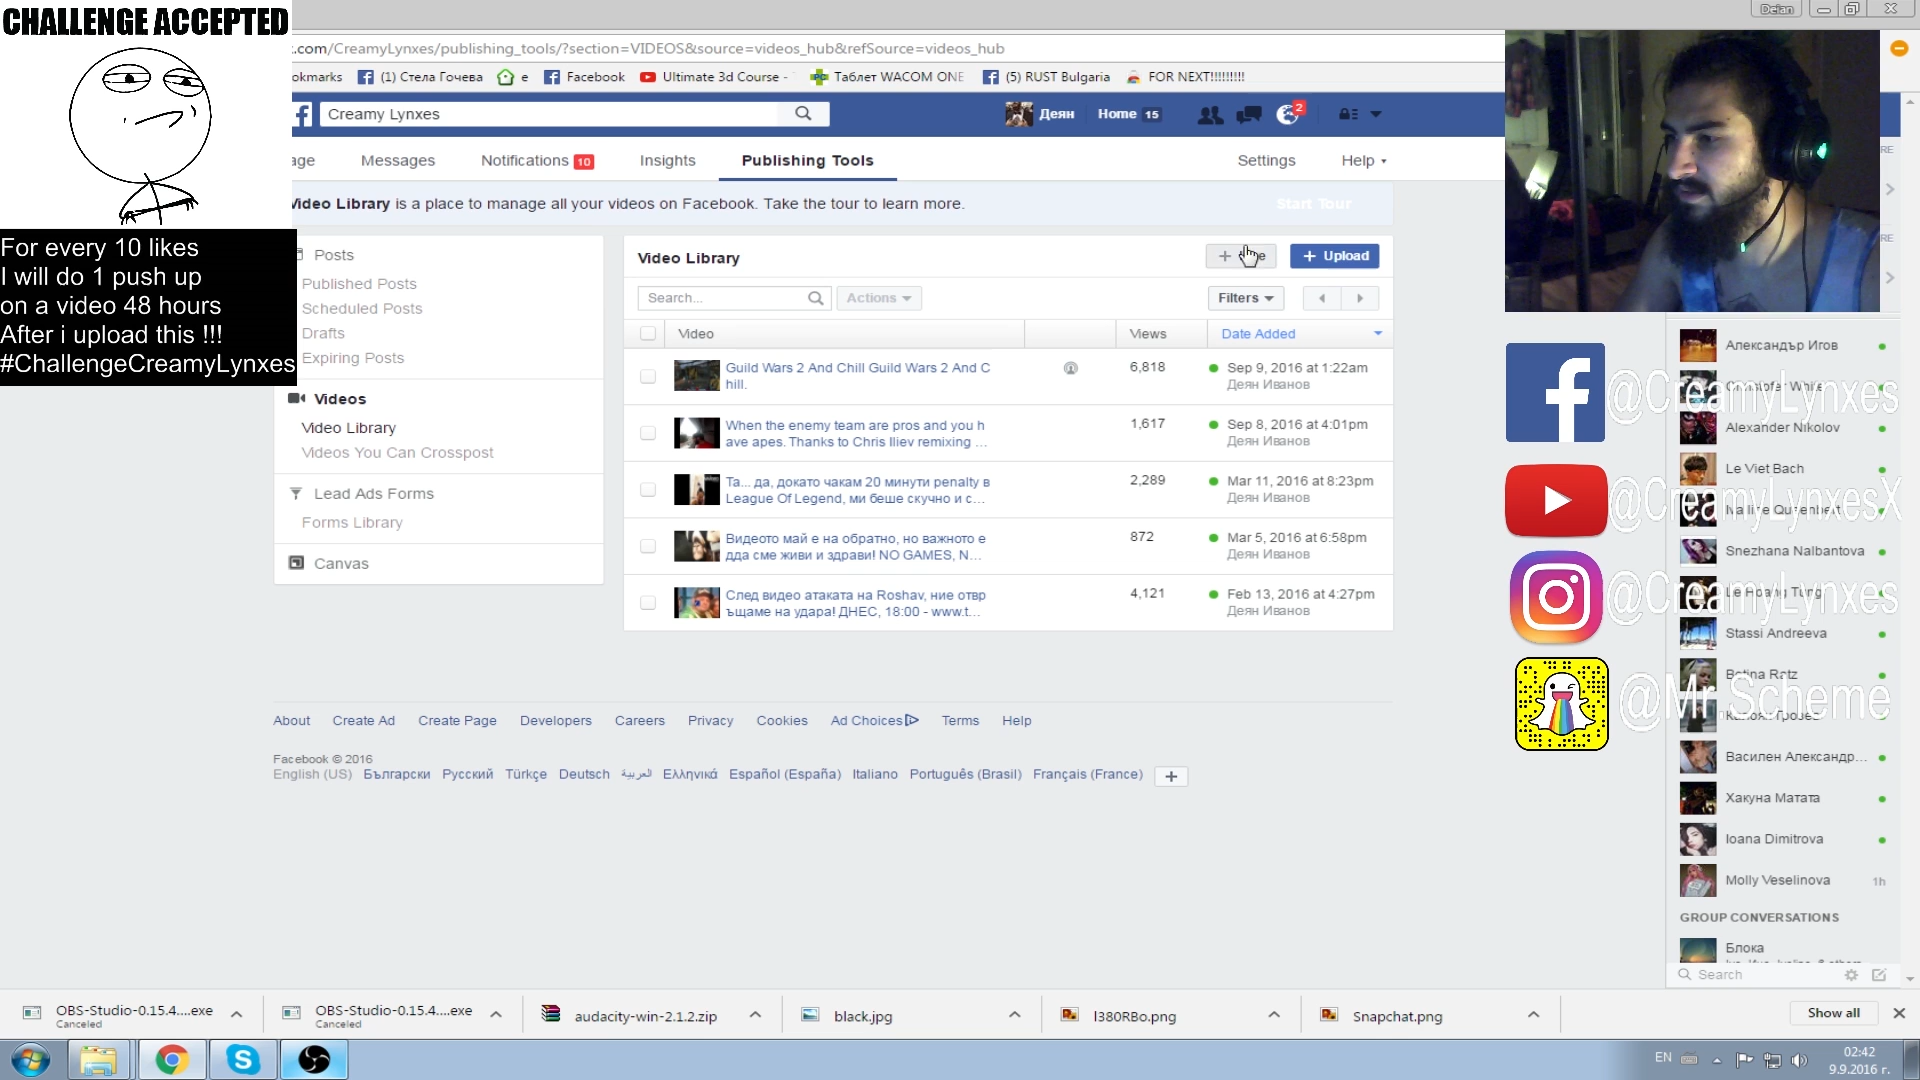 CHALLENGE ACCEPTED
For every 10 likes
I will do 1 push up
on a video 48 hours
After i upload this !!!
#ChallengeCreamyLynxes
Deian
.com/CreamyLynxes/publishing_tools/?section=VIDEOS&source=videos_hub&refSource=videos_hub
okmarks
(1) Стела Гочева
e
Facebook
Ultimate 3d Course -
Таблет WACOM ONE
(5) RUST Bulgaria
FOR NEXT!!!!!!!!!
Creamy Lynxes
Деян
Home 15
2
age
Messages
Notifications 10
Insights
Publishing Tools
Settings
Help
Video Library is a place to manage all your videos on Facebook. Take the tour to learn more.
Start Tour
Posts
Published Posts
Scheduled Posts
Drafts
Expiring Posts
Videos
Video Library
Videos You Can Crosspost
Lead Ads Forms
Forms Library
Canvas
Video Library
+ Upload
Search...
Actions
Filters
Video
Views
Date Added
Guild Wars 2 And Chill Guild Wars 2 And C
hill.
6,818
Sep 9, 2016 at 1:22am
Деян Иванов
When the enemy team are pros and you h
ave apes. Thanks to Chris Iliev remixing ...
1,617
Sep 8, 2016 at 4:01pm
Деян Иванов
Та... да, докато чакам 20 минути penalty в
League Of Legend, ми беше скучно и с...
2,289
Mar 11, 2016 at 8:23pm
Деян Иванов
Видеото май е на обратно, но важното е
дда сме живи и здрави! NO GAMES, N...
872
Mar 5, 2016 at 6:58pm
Деян Иванов
След видео атаката на Roshav, ние отвр
ъщаме на удара! ДНЕС, 18:00 - www.t...
4,121
Feb 13, 2016 at 4:27pm
Деян Иванов
About
Create Ad
Create Page
Developers
Careers
Privacy
Cookies
Ad Choices
Terms
Help
Facebook © 2016
English (US) Български Русский Türkçe Deutsch العربية Ελληνικά Español (España) Italiano Português (Brasil) Français (France)
+
RE
RE
@CreamyLynxes
@CreamyLynxesX
@CreamyLynxes
@Mr.Scheme
Александър Игов
Alexander Nikolov
Le Viet Bach
Snezhana Nalbantova
Le Hoang Tung
Stassi Andreeva
Ratz
Василен Александр...
Хакуна Матата
Ioana Dimitrova
Molly Veselinova
1h
GROUP CONVERSATIONS
Блока
Search
OBS-Studio-0.15.4....exe
Canceled
OBS-Studio-0.15.4....exe
Canceled
audacity-win-2.1.2.zip
black.jpg
Snapchat.png
Show all
EN
02:42
9.9.2016 г.